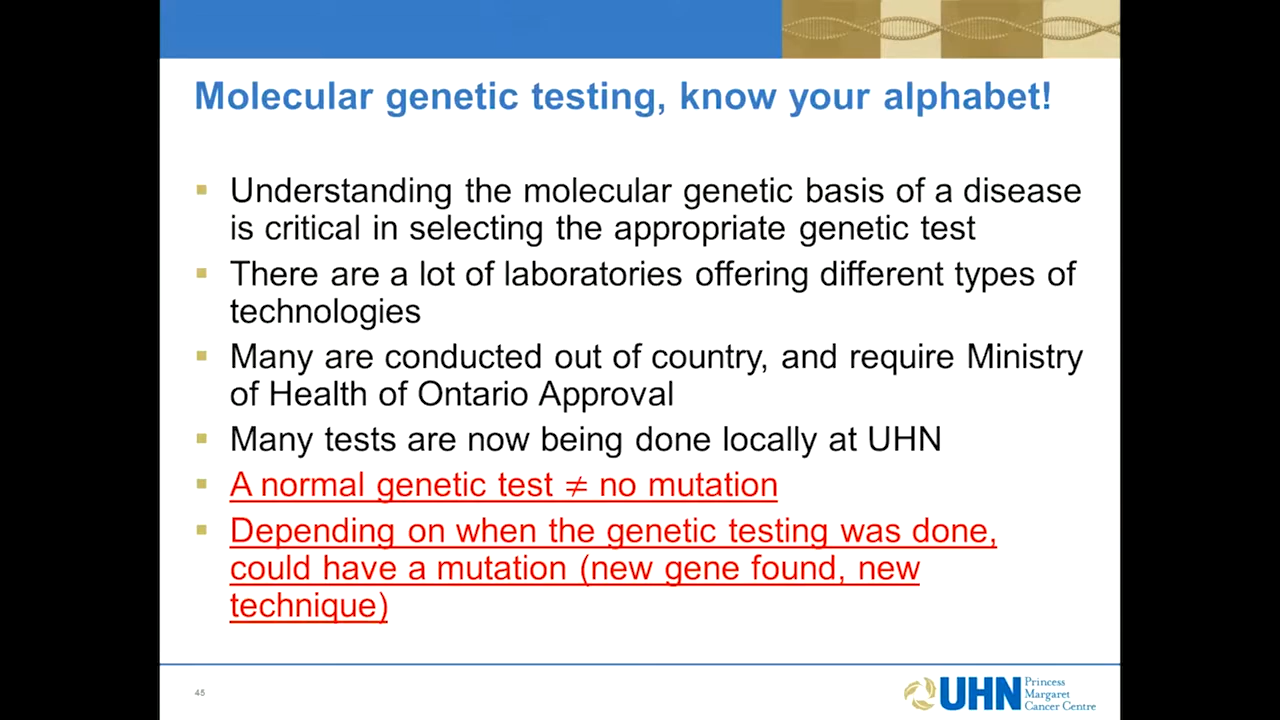 Molecular genetic testing, know your alphabet!
Understanding the molecular genetic basis of a disease
is critical in selecting the appropriate genetic test
There are a lot of laboratories offering different types of
technologies
Many are conducted out of country, and require Ministry
of Health of Ontario Approval
Many tests are now being done locally at UHN
A normal genetic test ≠ no mutation
Depending on when the genetic testing was done,
could have a mutation (new gene found, new
technique)
45
UHN
Princess
Margaret
Cancer Centre